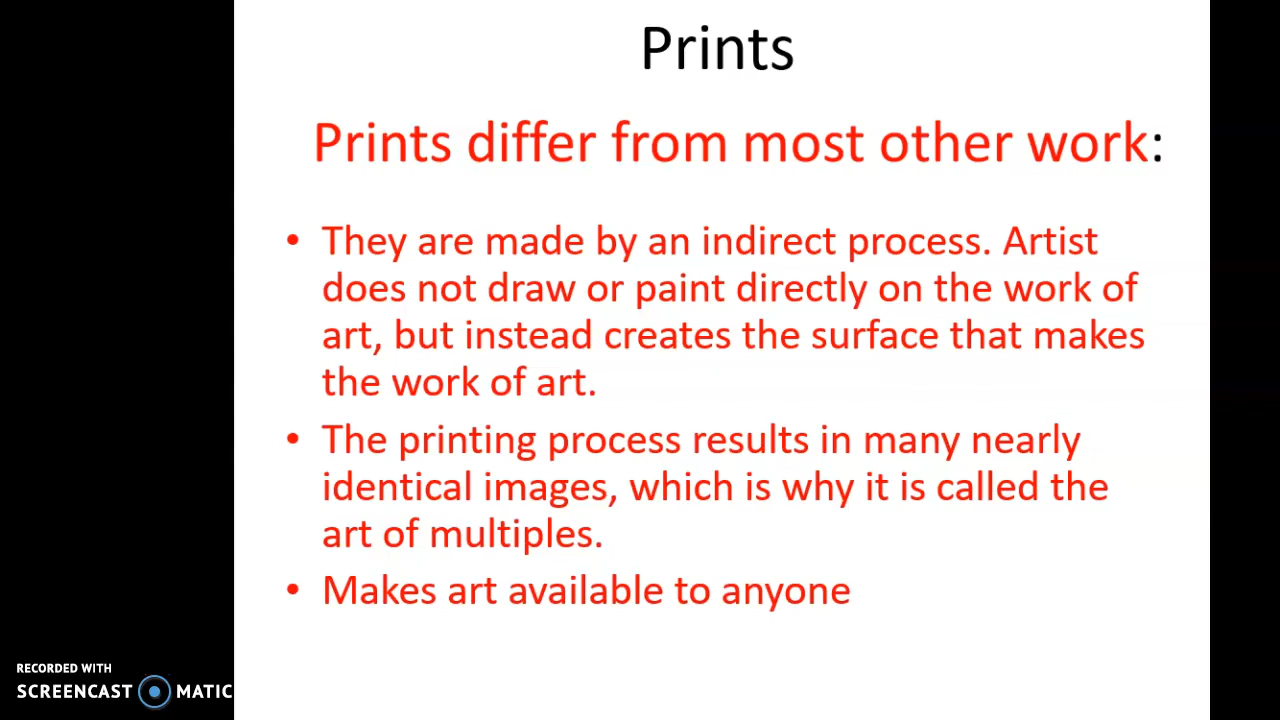 Prints
Prints differ from most other work:
• They are made by an indirect process. Artist
does not draw or paint directly on the work of
art, but instead creates the surface that makes
the work of art.
• The printing process results in many nearly
identical images, which is why it is called the
art of multiples.
• Makes art available to anyone
RECORDED WITH
SCREENCAST MATIC